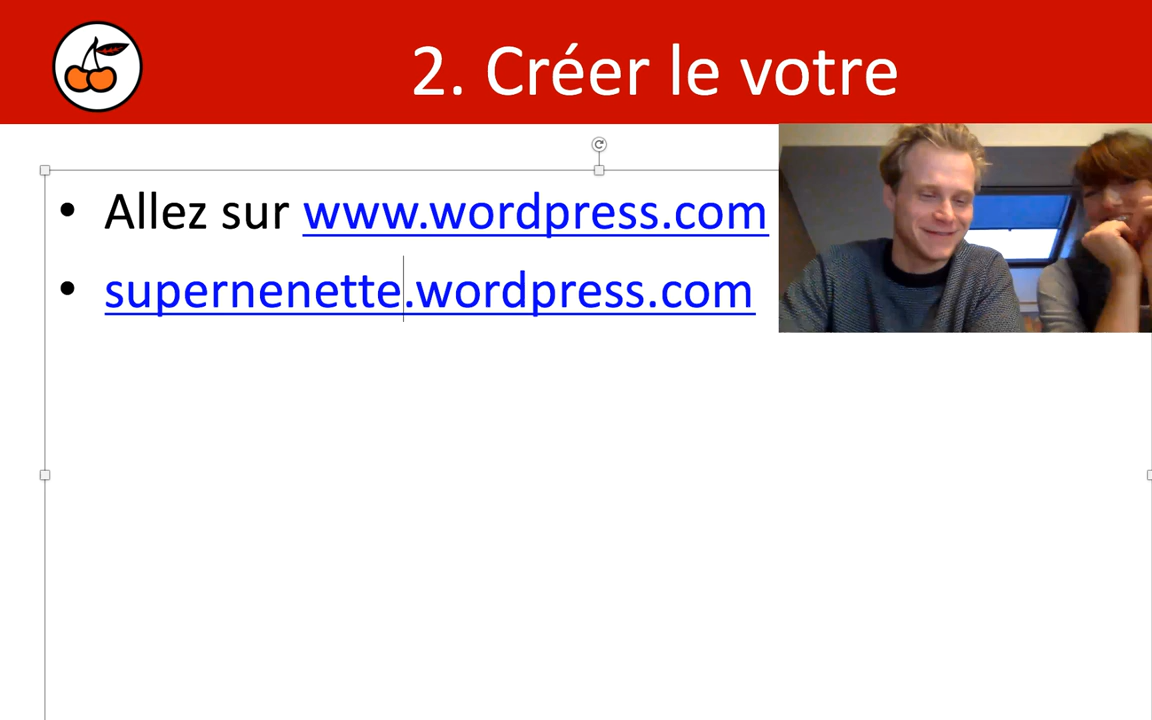 2. Créer le votre
• Allez sur www.wordpress.com
• supernenette.wordpress.com